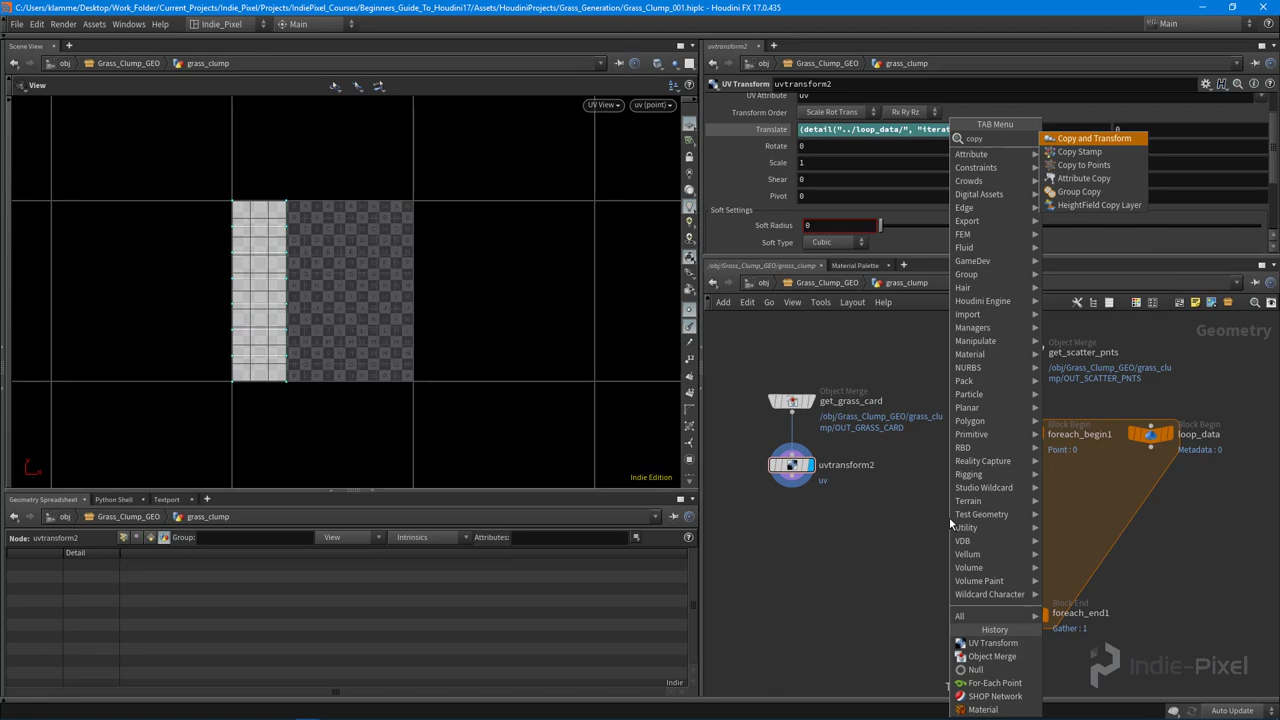 C:/Users/klamme/Desktop/Work_Folder/Current_Projects/Indie_Pixel/Projects/IndiePixel_Courses/Beginners_Guide_To_Houdini17/Assets/HoudiniProjects/Grass_Generation/Grass_Clump_001.hiplc - Houdini FX 17.0.435
File Edit Render Assets Windows Help Indie_Pixel Main Main
Scene View
obj Grass_Clump_GEO grass_clump
View
UV View uv (point)
Indie Edition
Geometry Spreadsheet Python Shell Textport
obj Grass_Clump_GEO grass_clump
Node: uvtransform2 Group: View Intrinsics Attributes:
Detail
Indie
uvtransform2
obj Grass_Clump_GEO grass_clump
UV Transform uvtransform2
UV Attribute uv
Transform Order Scale Rot Trans Rx Ry Rz
Translate (detail("../loop_data/", "iterat 0
Rotate 0
Scale 1
Shear 0
Pivot 0
Soft Settings
Soft Radius 0
Soft Type Cubic
/obj/Grass_Clump_GEO/grass_clump Material Palette
obj Grass_Clump_GEO grass_clump
Add Edit Go View Tools Layout Help
Geometry
Object Merge
get_grass_card
/obj/Grass_Clump_GEO/grass_clu
mp/OUT_GRASS_CARD
uvtransform2
uv
Object Merge
get_scatter_pnts
/obj/Grass_Clump_GEO/grass_clu
mp/OUT_SCATTER_PNTS
Block Begin
foreach_begin1
Point : 0
Block Begin
loop_data
Metadata : 0
Block End
foreach_end1
Gather : 1
TAB Menu
copy
Attribute
Constraints
Crowds
Digital Assets
Edge
Export
FEM
Fluid
GameDev
Group
Hair
Houdini Engine
Import
Managers
Manipulate
Material
NURBS
Pack
Particle
Planar
Polygon
Primitive
RBD
Reality Capture
Rigging
Studio Wildcard
Terrain
Test Geometry
Utility
VDB
Vellum
Volume
Volume Paint
Wildcard Character
All
History
UV Transform
Object Merge
Null
For-Each Point
SHOP Network
Material
Copy and Transform
Copy Stamp
Copy to Points
Attribute Copy
Group Copy
HeightField Copy Layer
Indie-Pixel
Auto Update